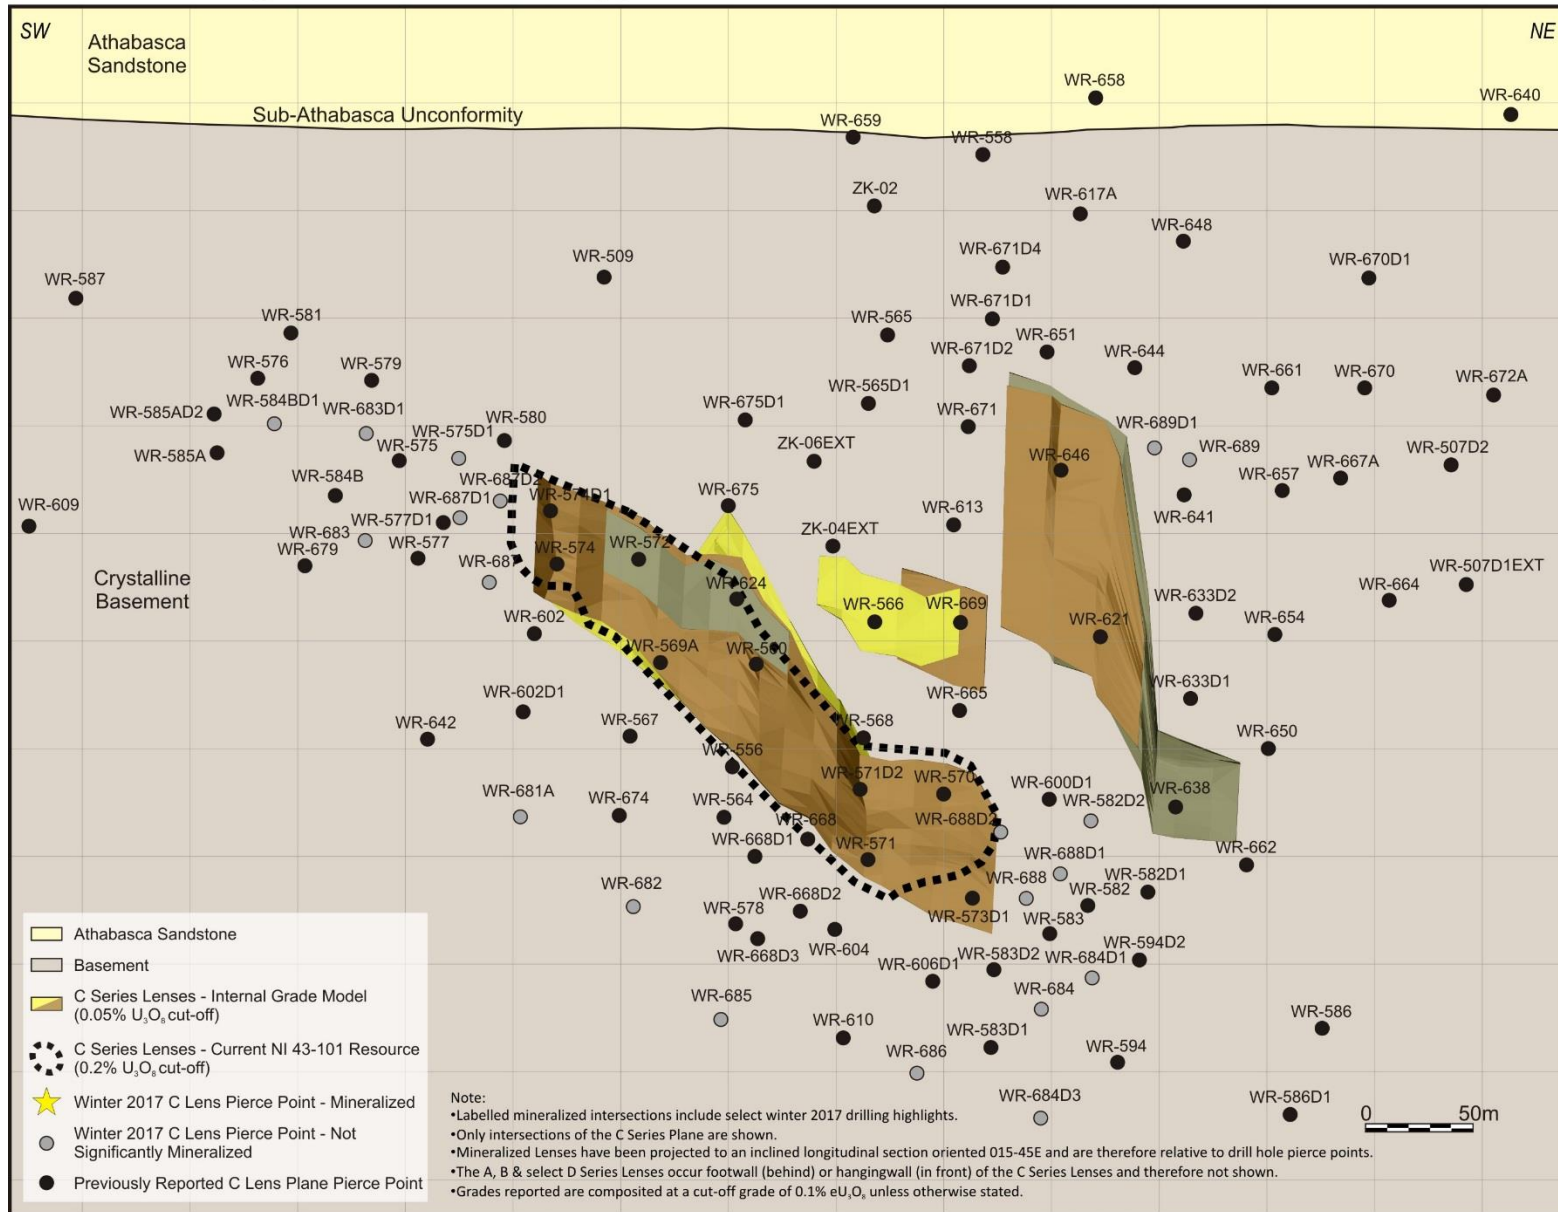 SW
NE
Athabasca
Sandstone
WR-658
WR-640
Sub-Athabasca Unconformity
WR-659
WR-558
ZK-02
WR-617A
WR-648
WR-509
WR-671D4
WR-670D1
WR-587
WR-581
WR-671D1
WR-565
WR-651
WR-576
WR-579
WR-671D2
WR-644
WR-661
WR-670
WR-672A
WR-584BD1
WR-585AD2
WR-683D1
WR-575D1
WR-580
WR-675D1
WR-565D1
WR-671
WR-689D1
WR-689
WR-585A
WR-575
ZK-06EXT
WR-507D2
WR-584B
WR-687D2
WR-687D1
WR-574D1
WR-675
WR-646
WR-657
WR-667A
WR-609
WR-577D1
WR-613
WR-641
WR-683
WR-679
WR-577
WR-687
WR-574
WR-572
ZK-04EXT
WR-507D1EXT
Crystalline
Basement
WR-624
WR-566
WR-669
WR-664
WR-602
WR-621
WR-633D2
WR-654
WR-569A
WR-560
WR-602D1
WR-665
WR-633D1
WR-642
WR-567
WR-568
WR-650
WR-556
WR-571D2
WR-570
WR-600D1
WR-638
WR-681A
WR-674
WR-564
WR-668
WR-688D2
WR-582D2
WR-668D1
WR-571
WR-688D1
WR-662
WR-682
WR-668D2
WR-688
WR-582
WR-582D1
WR-578
WR-573D1
WR-583
WR-668D3
WR-604
WR-606D1
WR-583D2
WR-684D1
WR-594D2
WR-685
WR-684
WR-610
WR-583D1
WR-586
WR-686
WR-594
WR-684D3
WR-586D1
0 50m
Athabasca Sandstone
Basement
C Series Lenses - Internal Grade Model
(0.05% U₃O₈ cut-off)
C Series Lenses - Current NI 43-101 Resource
(0.2% U₃O₈ cut-off)
Winter 2017 C Lens Pierce Point - Mineralized
Winter 2017 C Lens Pierce Point - Not
Significantly Mineralized
Previously Reported C Lens Plane Pierce Point
Note:
•Labelled mineralized intersections include select winter 2017 drilling highlights.
•Only intersections of the C Series Plane are shown.
•Mineralized Lenses have been projected to an inclined longitudinal section oriented 015-45E and are therefore relative to drill hole pierce points.
•The A, B & select D Series Lenses occur footwall (behind) or hangingwall (in front) of the C Series Lenses and therefore not shown.
•Grades reported are composited at a cut-off grade of 0.1% eU₃O₈ unless otherwise stated.